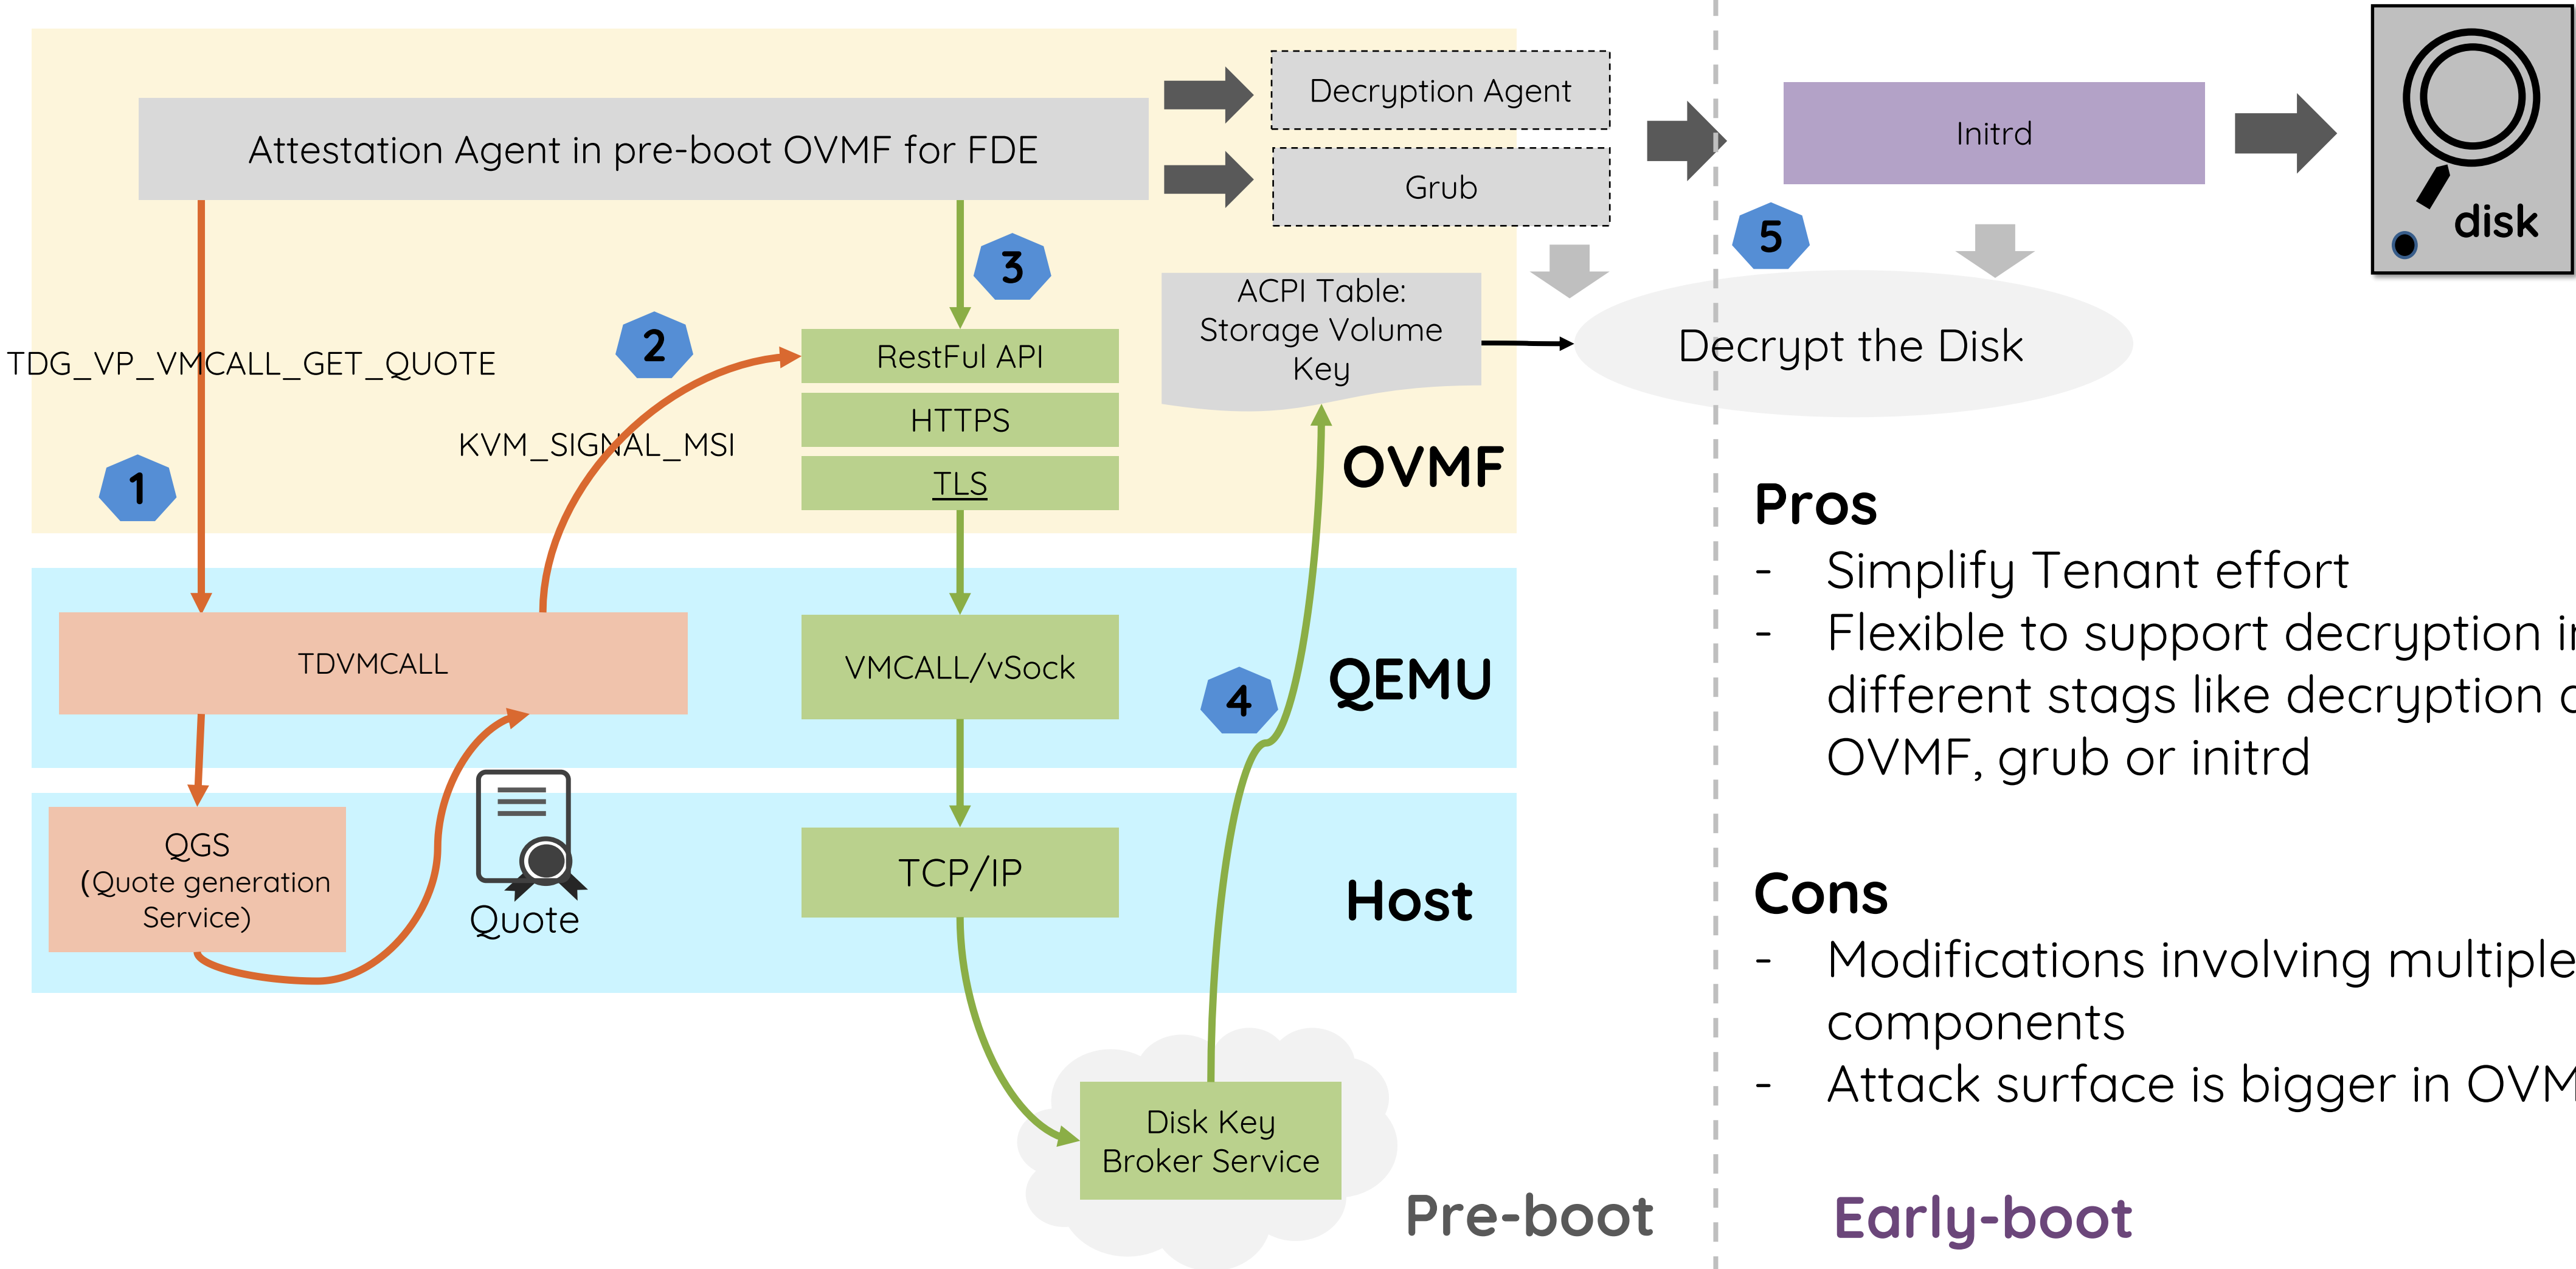 Attestation Agent in pre-boot OVMF for FDE
Decryption Agent
Grub
Initrd
disk
1
2
3
4
5
TDG_VP_VMCALL_GET_QUOTE
KVM_SIGNAL_MSI
RestFul API
HTTPS
TLS
ACPI Table:
Storage Volume
Key
Decrypt the Disk
OVMF
TDVMCALL
VMCALL/vSock
QEMU
QGS
(Quote generation
Service)
Quote
TCP/IP
Host
Disk Key
Broker Service
Pre-boot
Early-boot
Pros
- Simplify Tenant effort
- Flexible to support decryption
different stags like decryption
OVMF, grub or initrd
Cons
- Modifications involving multiple
components
- Attack surface is bigger in